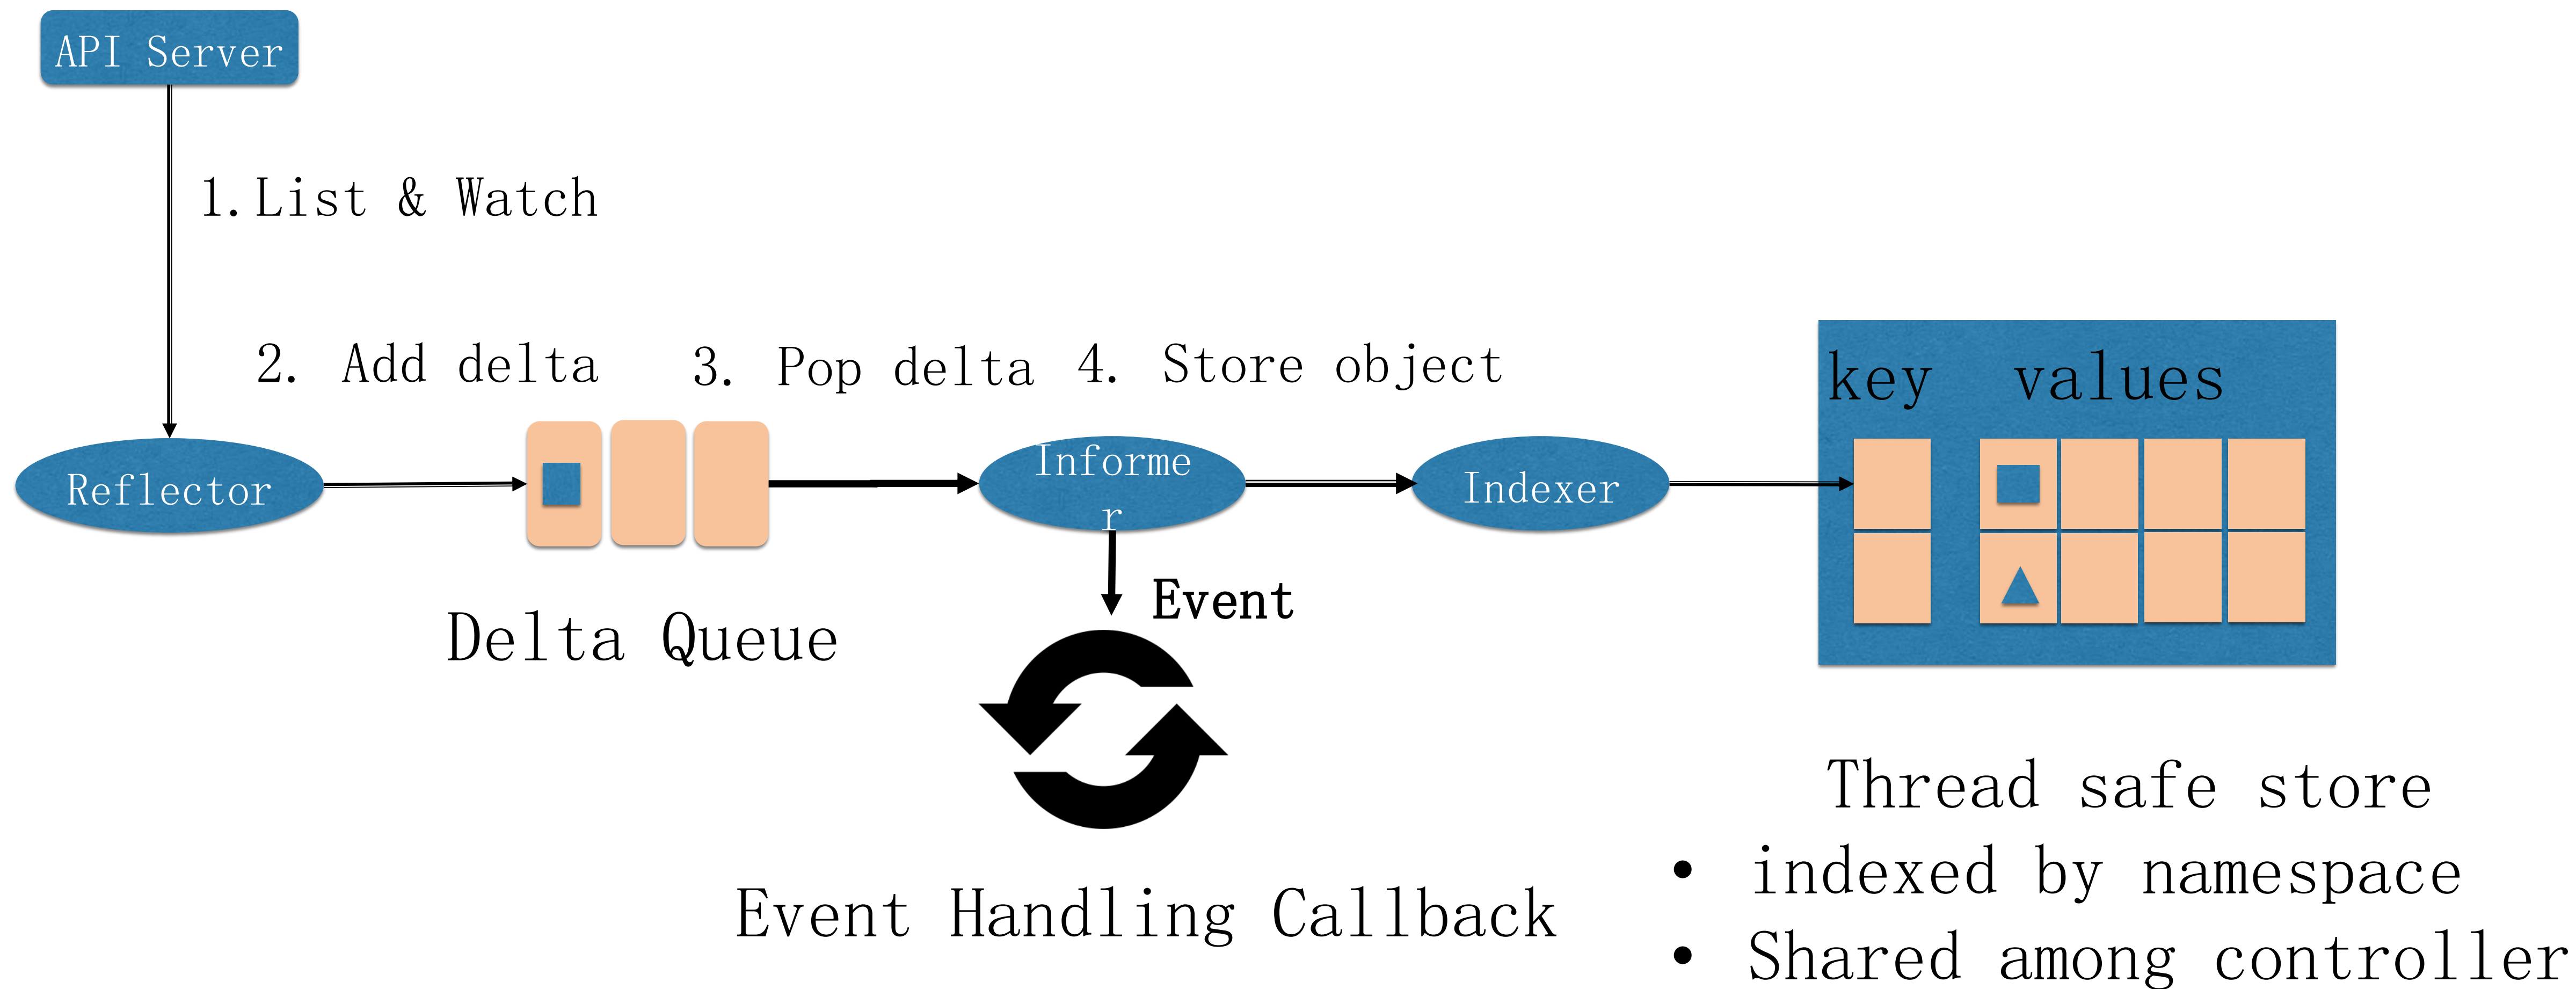 API Server
1.List & Watch
2. Add delta
3. Pop delta
4. Store object
key values
Reflector
Informe
r
Indexer
Event
Delta Queue
Event Handling Callback
Thread safe store
• indexed by namespace
• Shared among controller